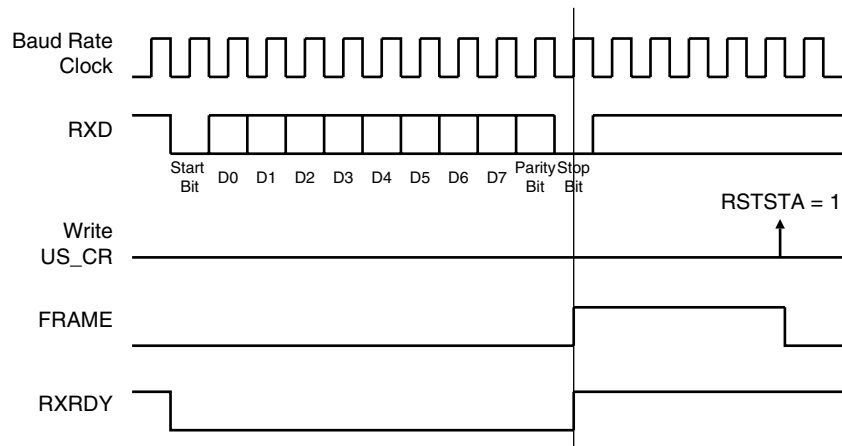 Baud Rate
Clock
RXD
Start
Bit
D0
D1
D2
D3
D4
D5
D6
D7
Parity
Bit
Stop
Bit
RSTSTA = 1
Write
US_CR
FRAME
RXRDY